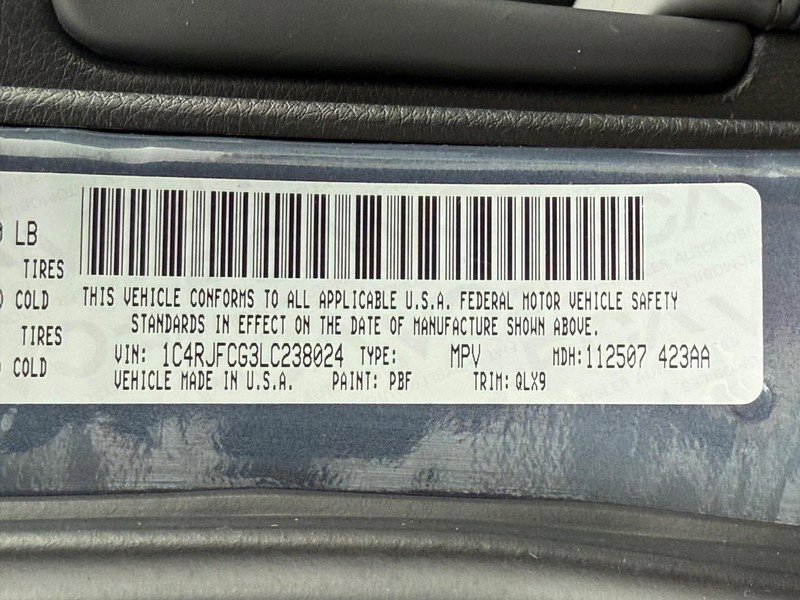 LB
TIRES
COLD
THIS VEHICLE CONFORMS TO ALL APPLICABLE U.S.A. FEDERAL MOTOR VEHICLE SAFETY
STANDARDS IN EFFECT ON THE DATE OF MANUFACTURE SHOWN ABOVE.
TIRES
VIN: 1C4RJFCG3LC238024 TYPE: MPV MDH: 112507 423AA
COLD
VEHICLE MADE IN U.S.A. PAINT: PBF TRIM: QLX9